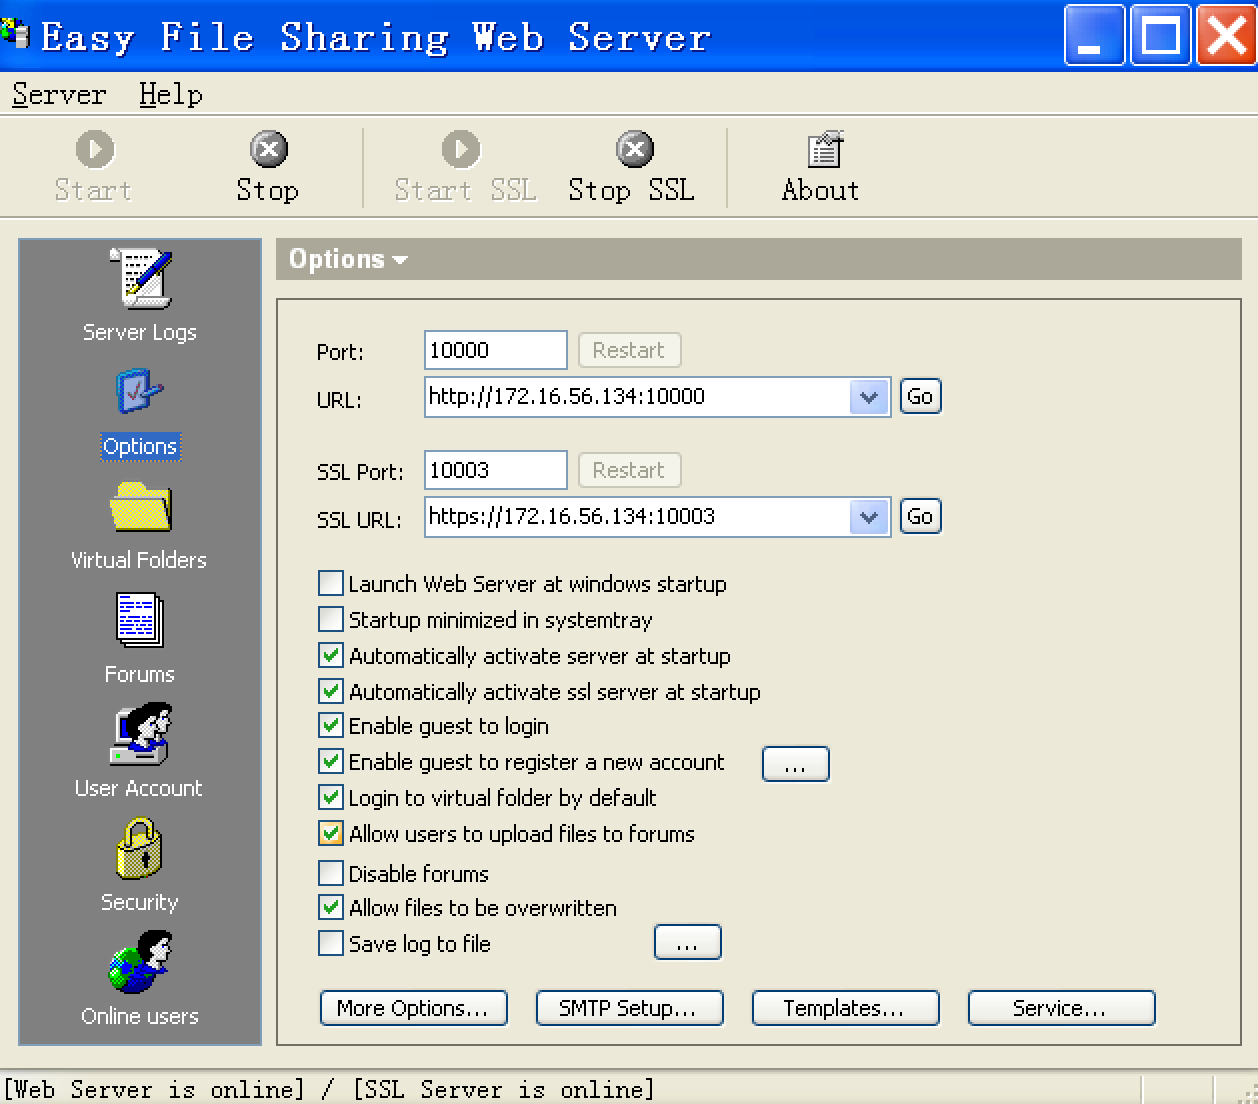 Easy File Sharing Web Server
Server Help
Start Stop Start SSL Stop SSL About
Server Logs
Options
Virtual Folders
Forums
User Account
Security
Online users
Options
Port: 10000 Restart
URL: http://172.16.56.134:10000 Go
SSL Port: 10003 Restart
SSL URL: https://172.16.56.134:10003 Go
Launch Web Server at windows startup
Startup minimized in systemtray
Automatically activate server at startup
Automatically activate ssl server at startup
Enable guest to login
Enable guest to register a new account ...
Login to virtual folder by default
Allow users to upload files to forums
Disable forums
Allow files to be overwritten
Save log to file ...
More Options... SMTP Setup... Templates... Service...
[Web Server is online] / [SSL Server is online]